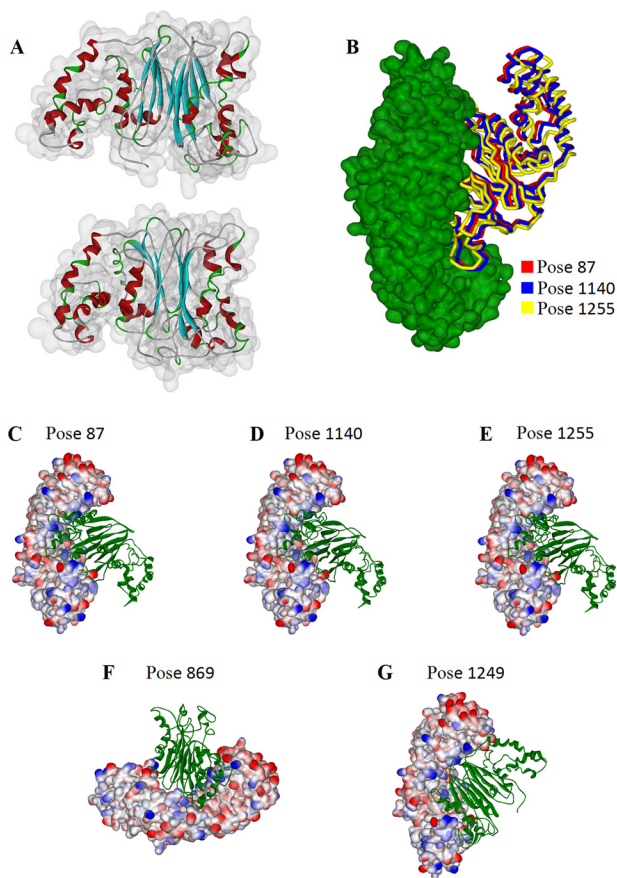 A
B
Pose 87
Pose 1140
Pose 1255
C Pose 87
D Pose 1140
E Pose 1255
F Pose 869
G Pose 1249